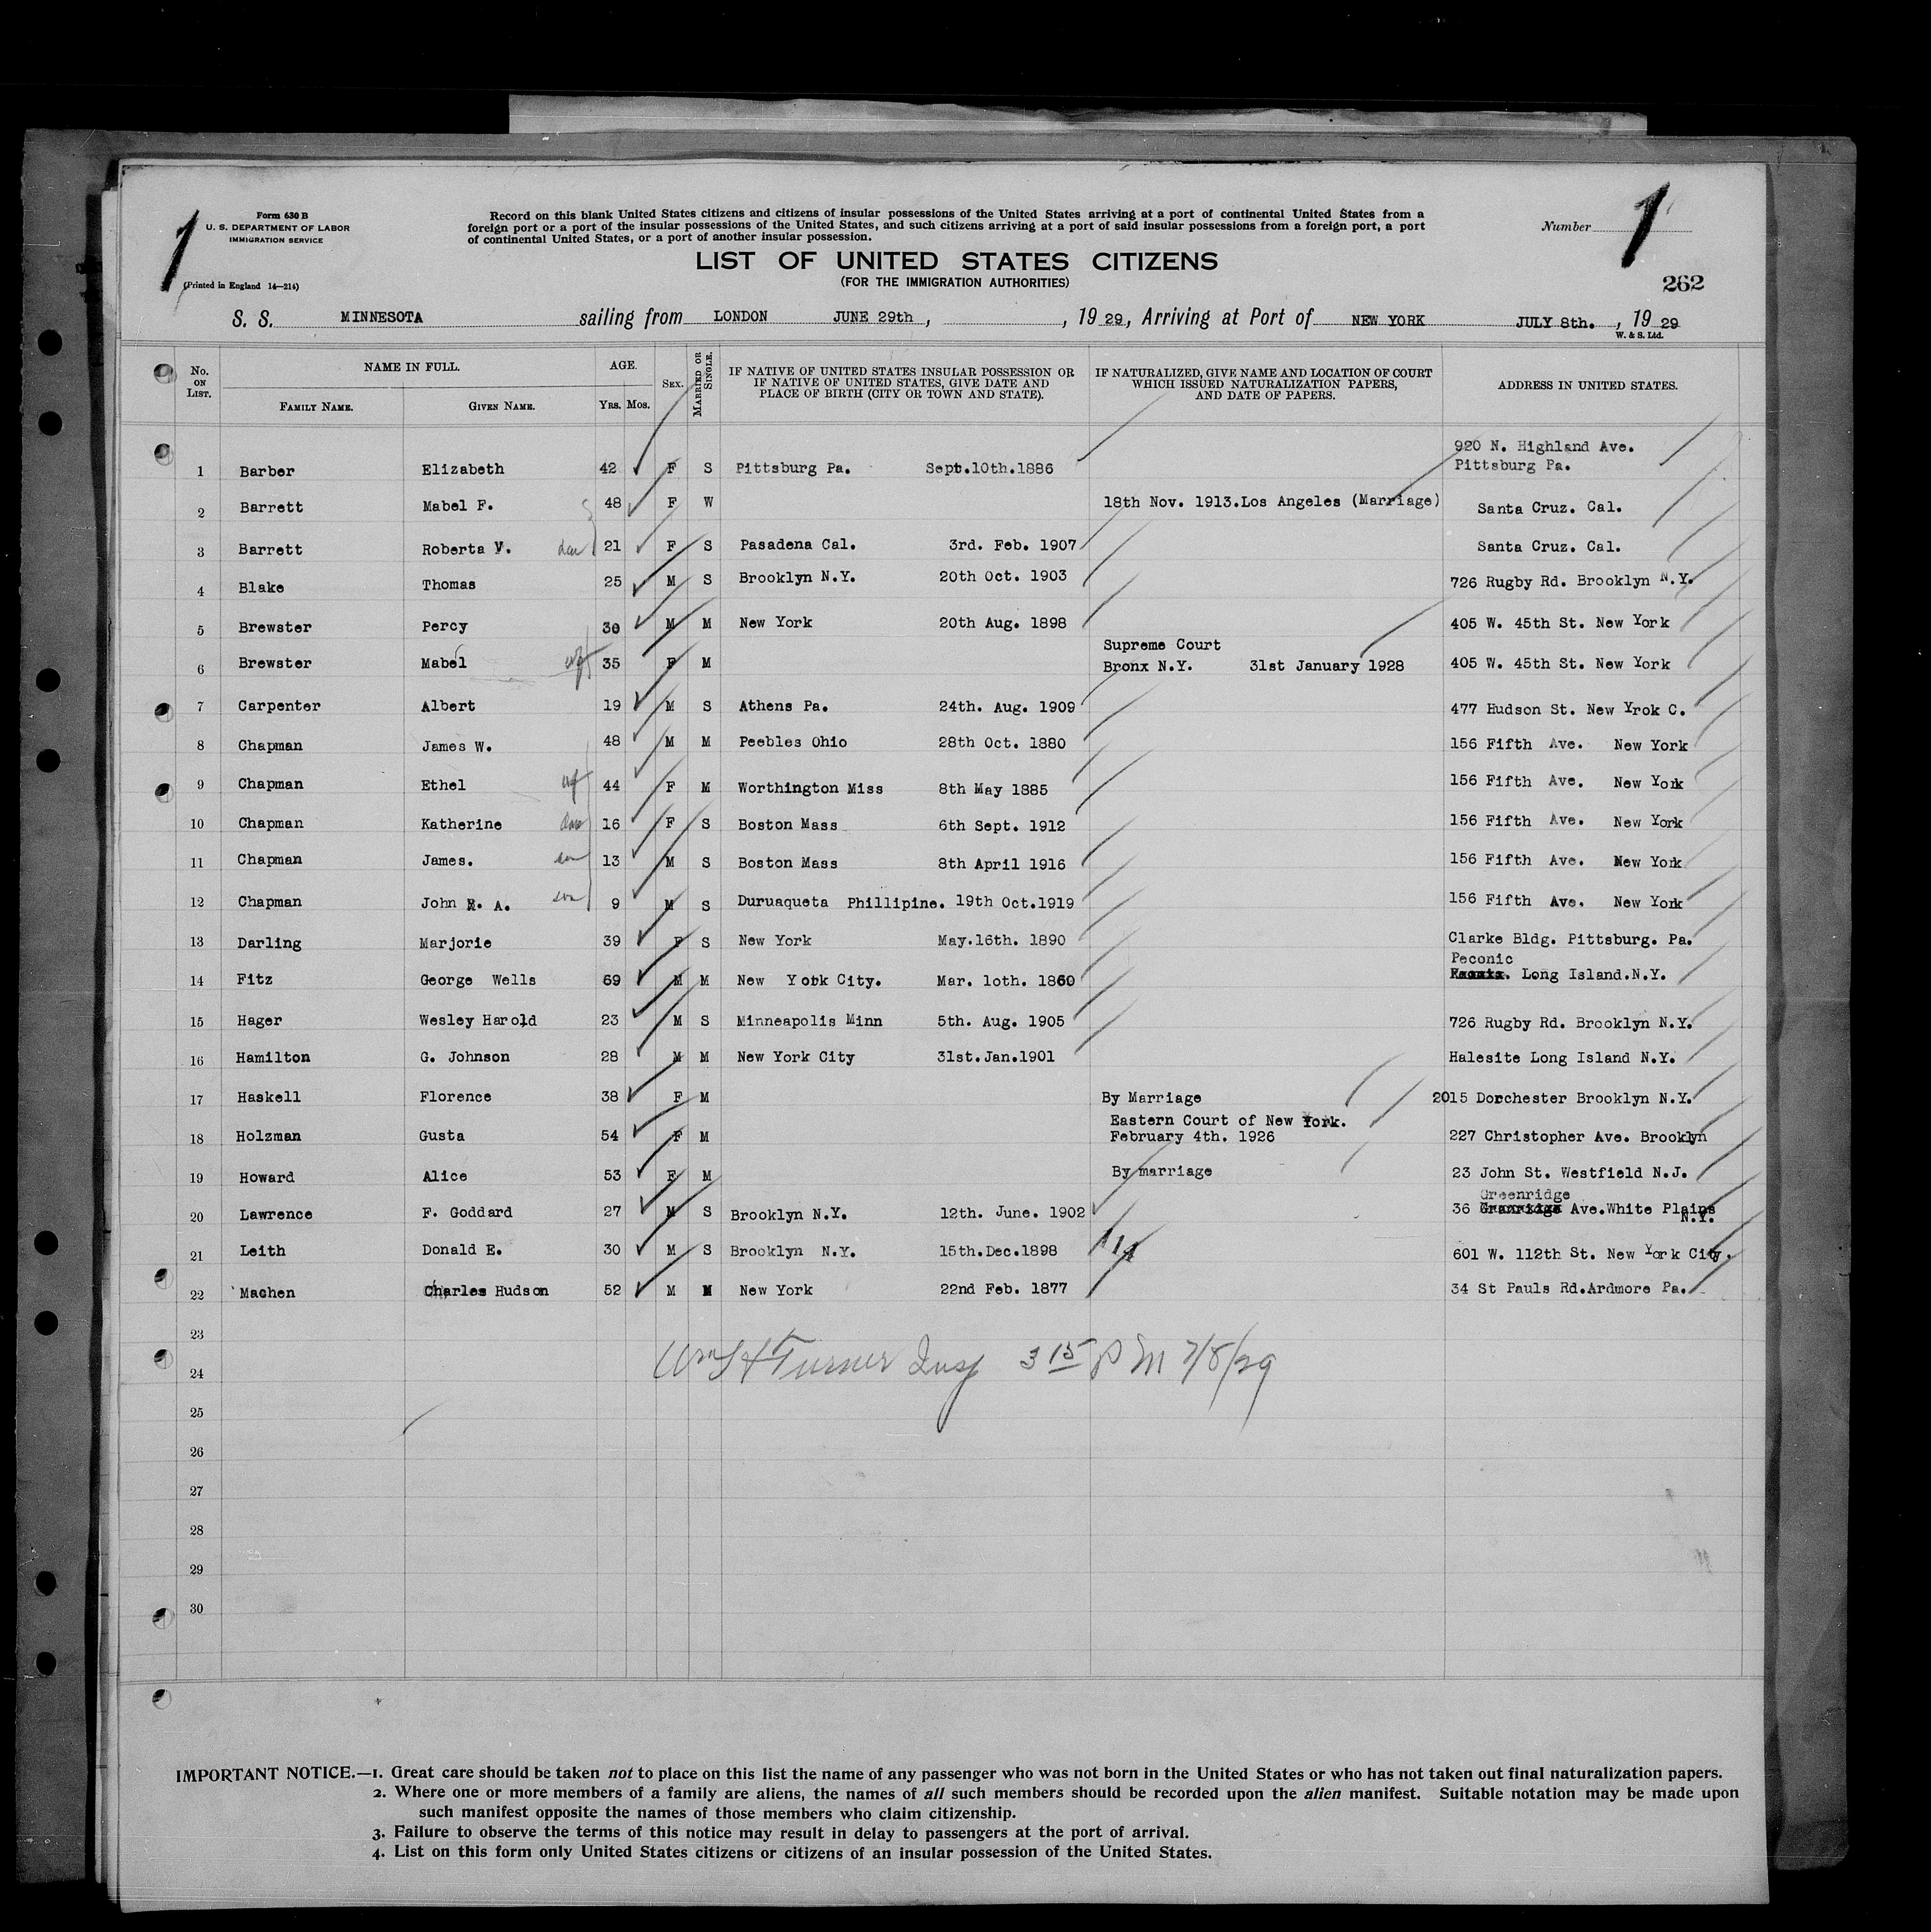 1
Form 630 B
U. S. DEPARTMENT OF LABOR
IMMIGRATION SERVICE
(Printed in England 14—214)
Record on this blank United States citizens and citizens of insular possessions of the United States arriving at a port of continental United States from a
foreign port or a port of the insular possessions of the United States, and such citizens arriving at a port of said insular possessions from a foreign port, a port
of continental United States, or a port of another insular possession.
Number 1
LIST OF UNITED STATES CITIZENS
(FOR THE IMMIGRATION AUTHORITIES)
262
S. S. MINNESOTA sailing from LONDON JUNE 29th, , 19 29, Arriving at Port of NEW YORK JULY 8th. , 19 29
W. & S. Ltd.
No. ON LIST. NAME IN FULL. FAMILY NAME. GIVEN NAME. AGE. YRS. MOS. SEX. MARRIED OR SINGLE. IF NATIVE OF UNITED STATES INSULAR POSSESSION OR IF NATIVE OF UNITED STATES, GIVE DATE AND PLACE OF BIRTH (CITY OR TOWN AND STATE). IF NATURALIZED, GIVE NAME AND LOCATION OF COURT WHICH ISSUED NATURALIZATION PAPERS, AND DATE OF PAPERS. ADDRESS IN UNITED STATES.
920 N. Highland Ave.
1 Barber Elizabeth 42 F S Pittsburg Pa. Sept.10th.1886 Pittsburg Pa.
2 Barrett Mabel F. 48 F W 18th Nov. 1913.Los Angeles (Marriage) Santa Cruz. Cal.
3 Barrett Roberta V. dau 21 F S Pasadena Cal. 3rd. Feb. 1907 Santa Cruz. Cal.
4 Blake Thomas 25 M S Brooklyn N.Y. 20th Oct. 1903 726 Rugby Rd. Brooklyn N.Y.
5 Brewster Percy 30 M M New York 20th Aug. 1898 405 W. 45th St. New York
Supreme Court
6 Brewster Mabel wf 35 F M Bronx N.Y. 31st January 1928 405 W. 45th St. New York
7 Carpenter Albert 19 M S Athens Pa. 24th. Aug. 1909 477 Hudson St. New Yrok C.
8 Chapman James W. 48 M M Peebles Ohio 28th Oct. 1880 156 Fifth Ave. New York
9 Chapman Ethel wf 44 F M Worthington Miss 8th May 1885 156 Fifth Ave. New York
10 Chapman Katherine dau 16 F S Boston Mass 6th Sept. 1912 156 Fifth Ave. New York
11 Chapman James. son 13 M S Boston Mass 8th April 1916 156 Fifth Ave. New York
12 Chapman John R. A. son 9 M S Duruaqueta Phillipine. 19th Oct.1919 156 Fifth Ave. New York
13 Darling Marjorie 39 F S New York May.16th. 1890 Clarke Bldg. Pittsburg. Pa.
Peconic
14 Fitz George Wells 69 M M New York City. Mar. 1oth. 1860 Long Island.N.Y.
15 Hager Wesley Harold 23 M S Minneapolis Minn 5th. Aug. 1905 726 Rugby Rd. Brooklyn N.Y.
16 Hamilton G. Johnson 28 M M New York City 31st.Jan.1901 Halesite Long Island N.Y.
17 Haskell Florence 38 F M By Marriage 2015 Dorchester Brooklyn N.Y.
Eastern Court of New York.
18 Holzman Gusta 54 F M February 4th. 1926 227 Christopher Ave. Brooklyn
19 Howard Alice 53 F M By marriage 23 John St. Westfield N.J.
Greenridge
20 Lawrence F. Goddard 27 M S Brooklyn N.Y. 12th. June. 1902 36 Granridge Ave.White Plains
N.Y.
21 Leith Donald E. 30 M S Brooklyn N.Y. 15th.Dec.1898 601 W. 112th St. New York City.
22 Machen Charles Hudson 52 M M New York 22nd Feb. 1877 34 St Pauls Rd.Ardmore Pa.
23
Wm H Turner Insp 3 15 P M 7/8/29
24
25
26
27
28
29
30
IMPORTANT NOTICE.—1. Great care should be taken not to place on this list the name of any passenger who was not born in the United States or who has not taken out final naturalization papers.
2. Where one or more members of a family are aliens, the names of all such members should be recorded upon the alien manifest. Suitable notation may be made upon
such manifest opposite the names of those members who claim citizenship.
3. Failure to observe the terms of this notice may result in delay to passengers at the port of arrival.
4. List on this form only United States citizens or citizens of an insular possession of the United States.